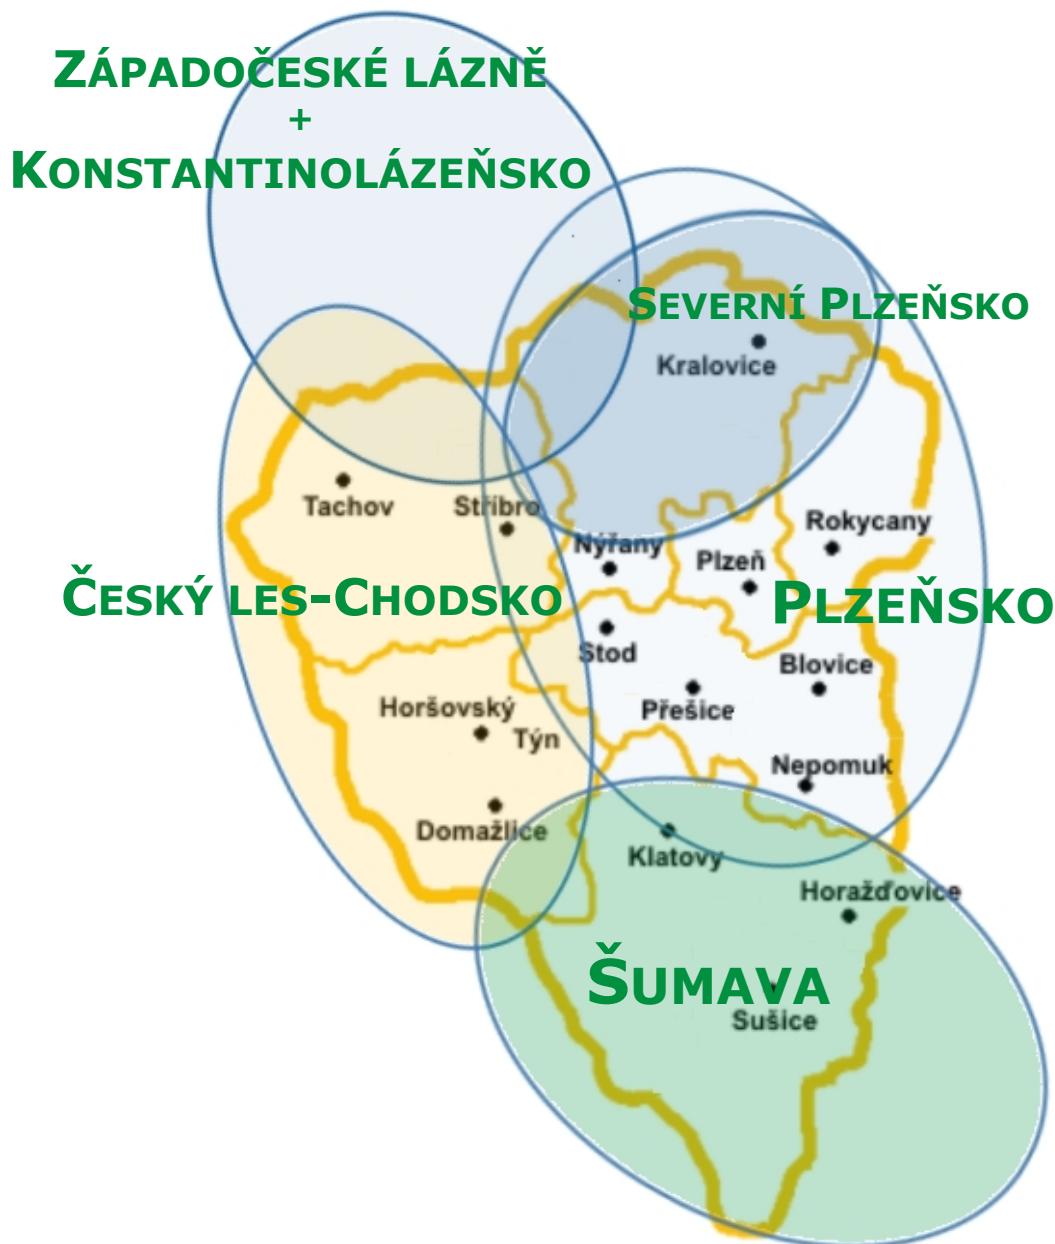 ZÁPADOČESKÉ LÁZNĚ
+
KONSTANTINOLÁZEŇSKO
SEVERNÍ PLZEŇSKO
Kralovice
Tachov
Stříbro
Rokycany
Nýřany
Plzeň
ČESKÝ LES-CHODSKO
PLZEŇSKO
Stod
Blovice
Přešice
Horšovský
Týn
Nepomuk
Domažlice
Klatovy
Horažďovice
ŠUMAVA
Sušice